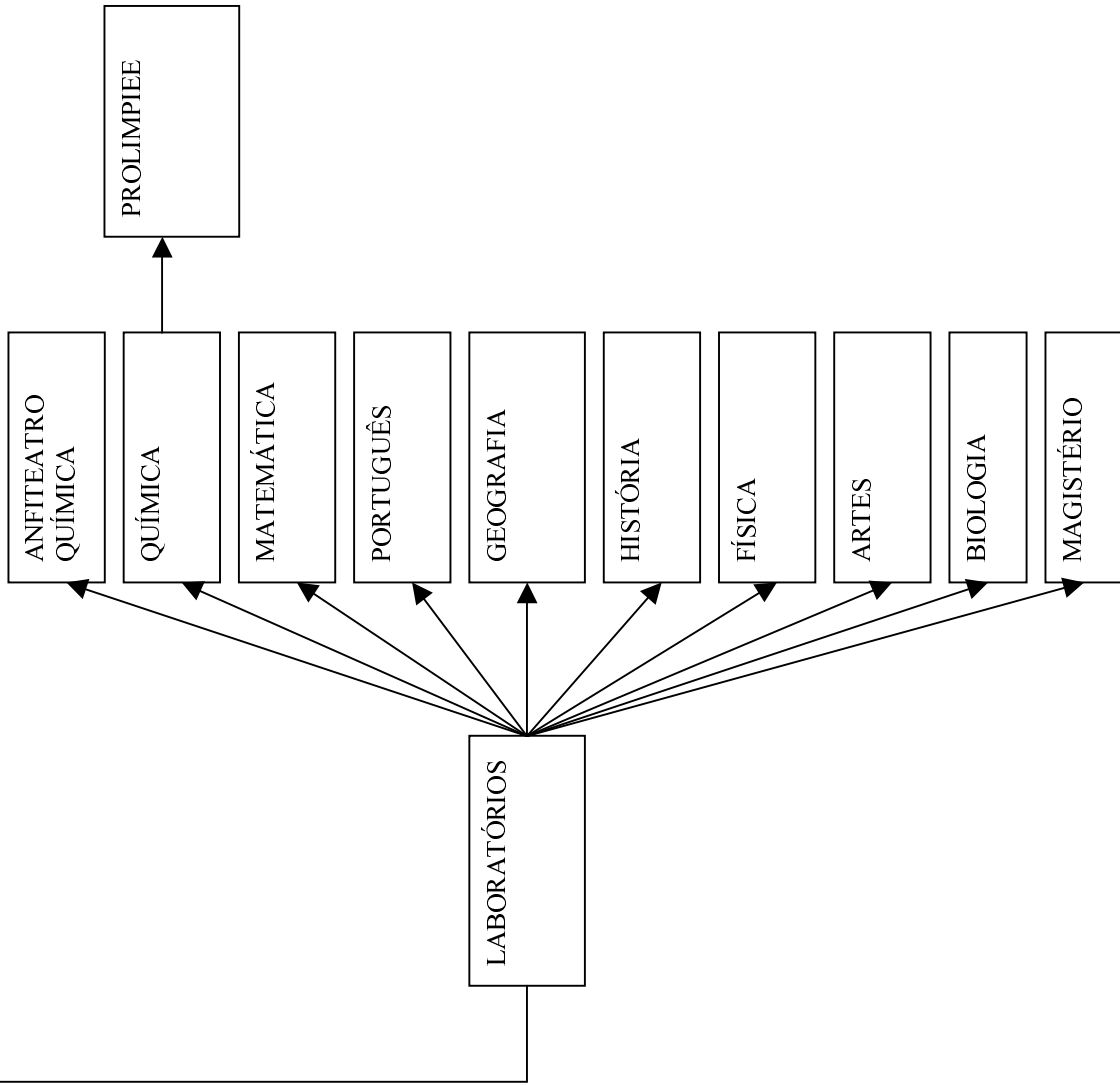 PROLIMPIEE
ANFITEATRO
QUÍMICA
QUÍMICA
MATEMÁTICA
PORTUGUÊS
GEOGRAFIA
HISTÓRIA
FÍSICA
ARTES
BIOLOGIA
MAGISTÉRIO
LABORATÓRIOS